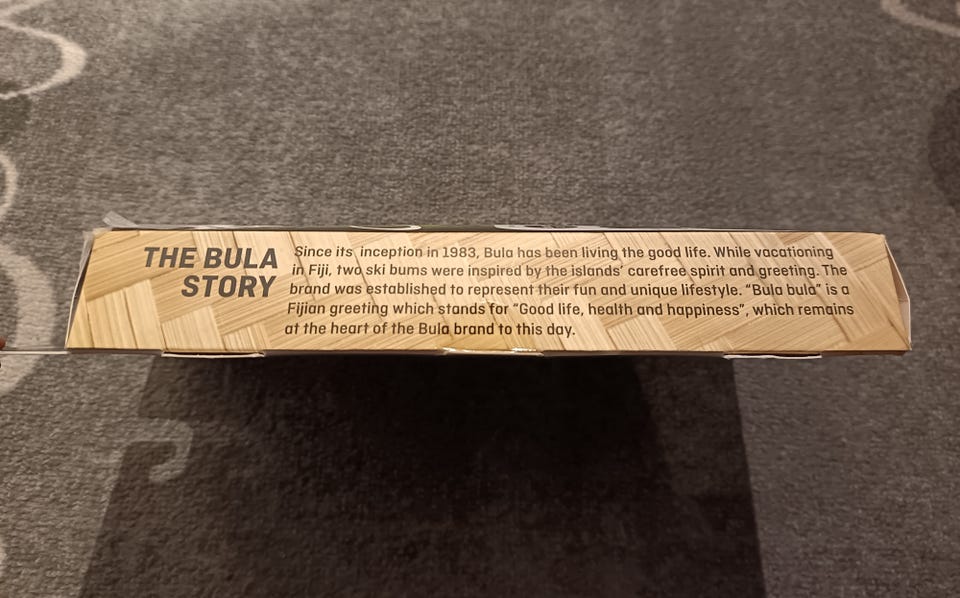 THE BULA
STORY
Since its inception in 1983, Bula has been living the good life. While vacationing
in Fiji, two ski bums were inspired by the islands' carefree spirit and greeting. The
brand was established to represent their fun and unique lifestyle. “Bula bula” is a
Fijian greeting which stands for “Good life, health and happiness”, which remains
at the heart of the Bula brand to this day.